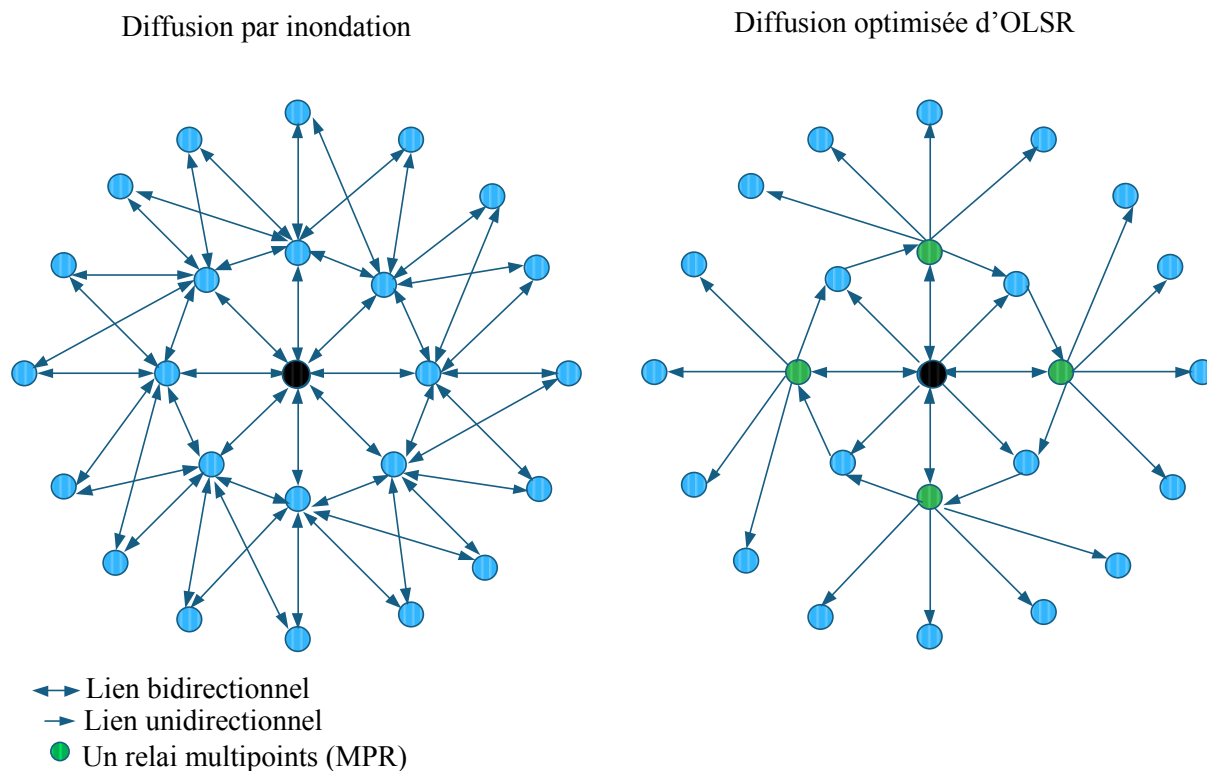 Diffusion par inondation
Diffusion optimisée d’OLSR
Lien bidirectionnel
Lien unidirectionnel
Un relai multipoints (MPR)